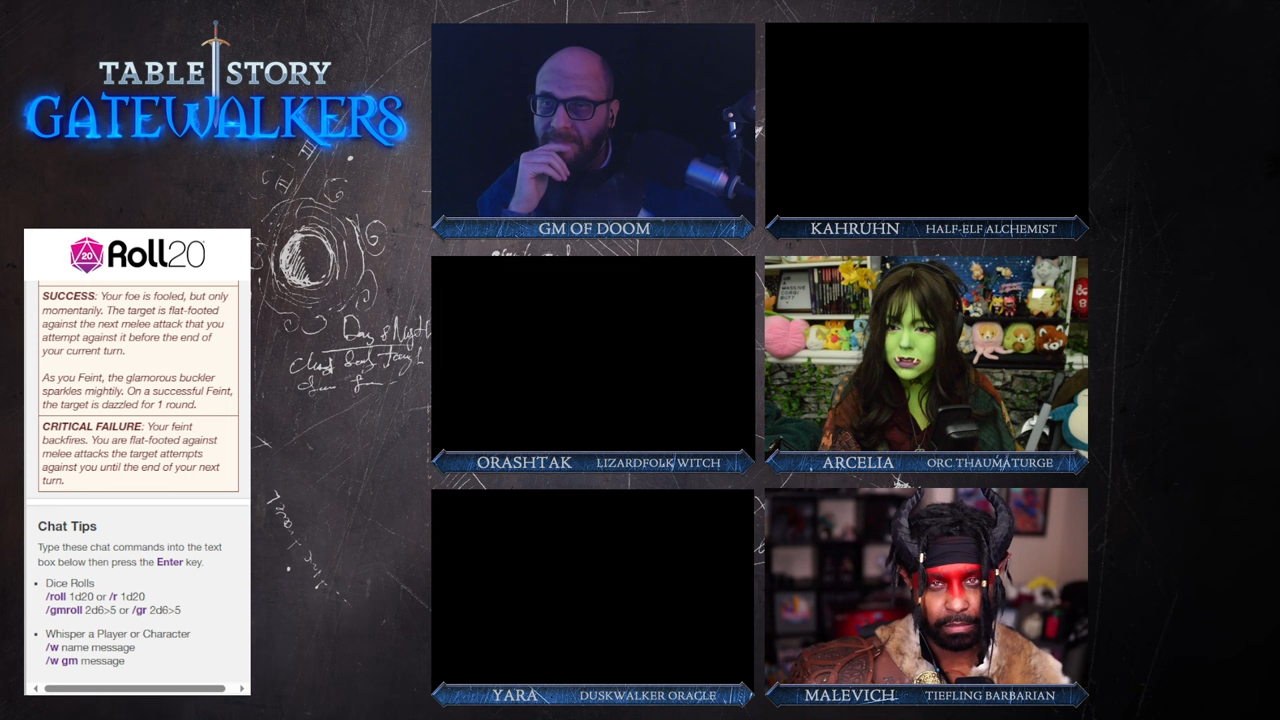 TABLE STORY
GATEWALKERS
GM OF DOOM
KAHRUHN HALF-ELF ALCHEMIST
20 Roll20
SUCCESS: Your foe is fooled, but only
momentarily. The target is flat-footed
against the next melee attack that you
attempt against it before the end of
your current turn.
As you Feint, the glamorous buckler
sparkles mightily. On a successful Feint,
the target is dazzled for 1 round.
CRITICAL FAILURE: Your feint
backfires. You are flat-footed against
melee attacks the target attempts
against you until the end of your next
turn.
Chat Tips
Type these chat commands into the text
box below then press the Enter key.
• Dice Rolls
/roll 1d20 or /r 1d20
/gmroll 2d6>5 or /gr 2d6>5
• Whisper a Player or Character
/w name message
/w gm message
MASSIVE
CORGI
BUTT
ORASHTAK LIZARDFOLK WITCH
ARCELIA ORC THAUMATURGE
YARA DUSKWALKER ORACLE
MALEVICH TIEFLING BARBARIAN